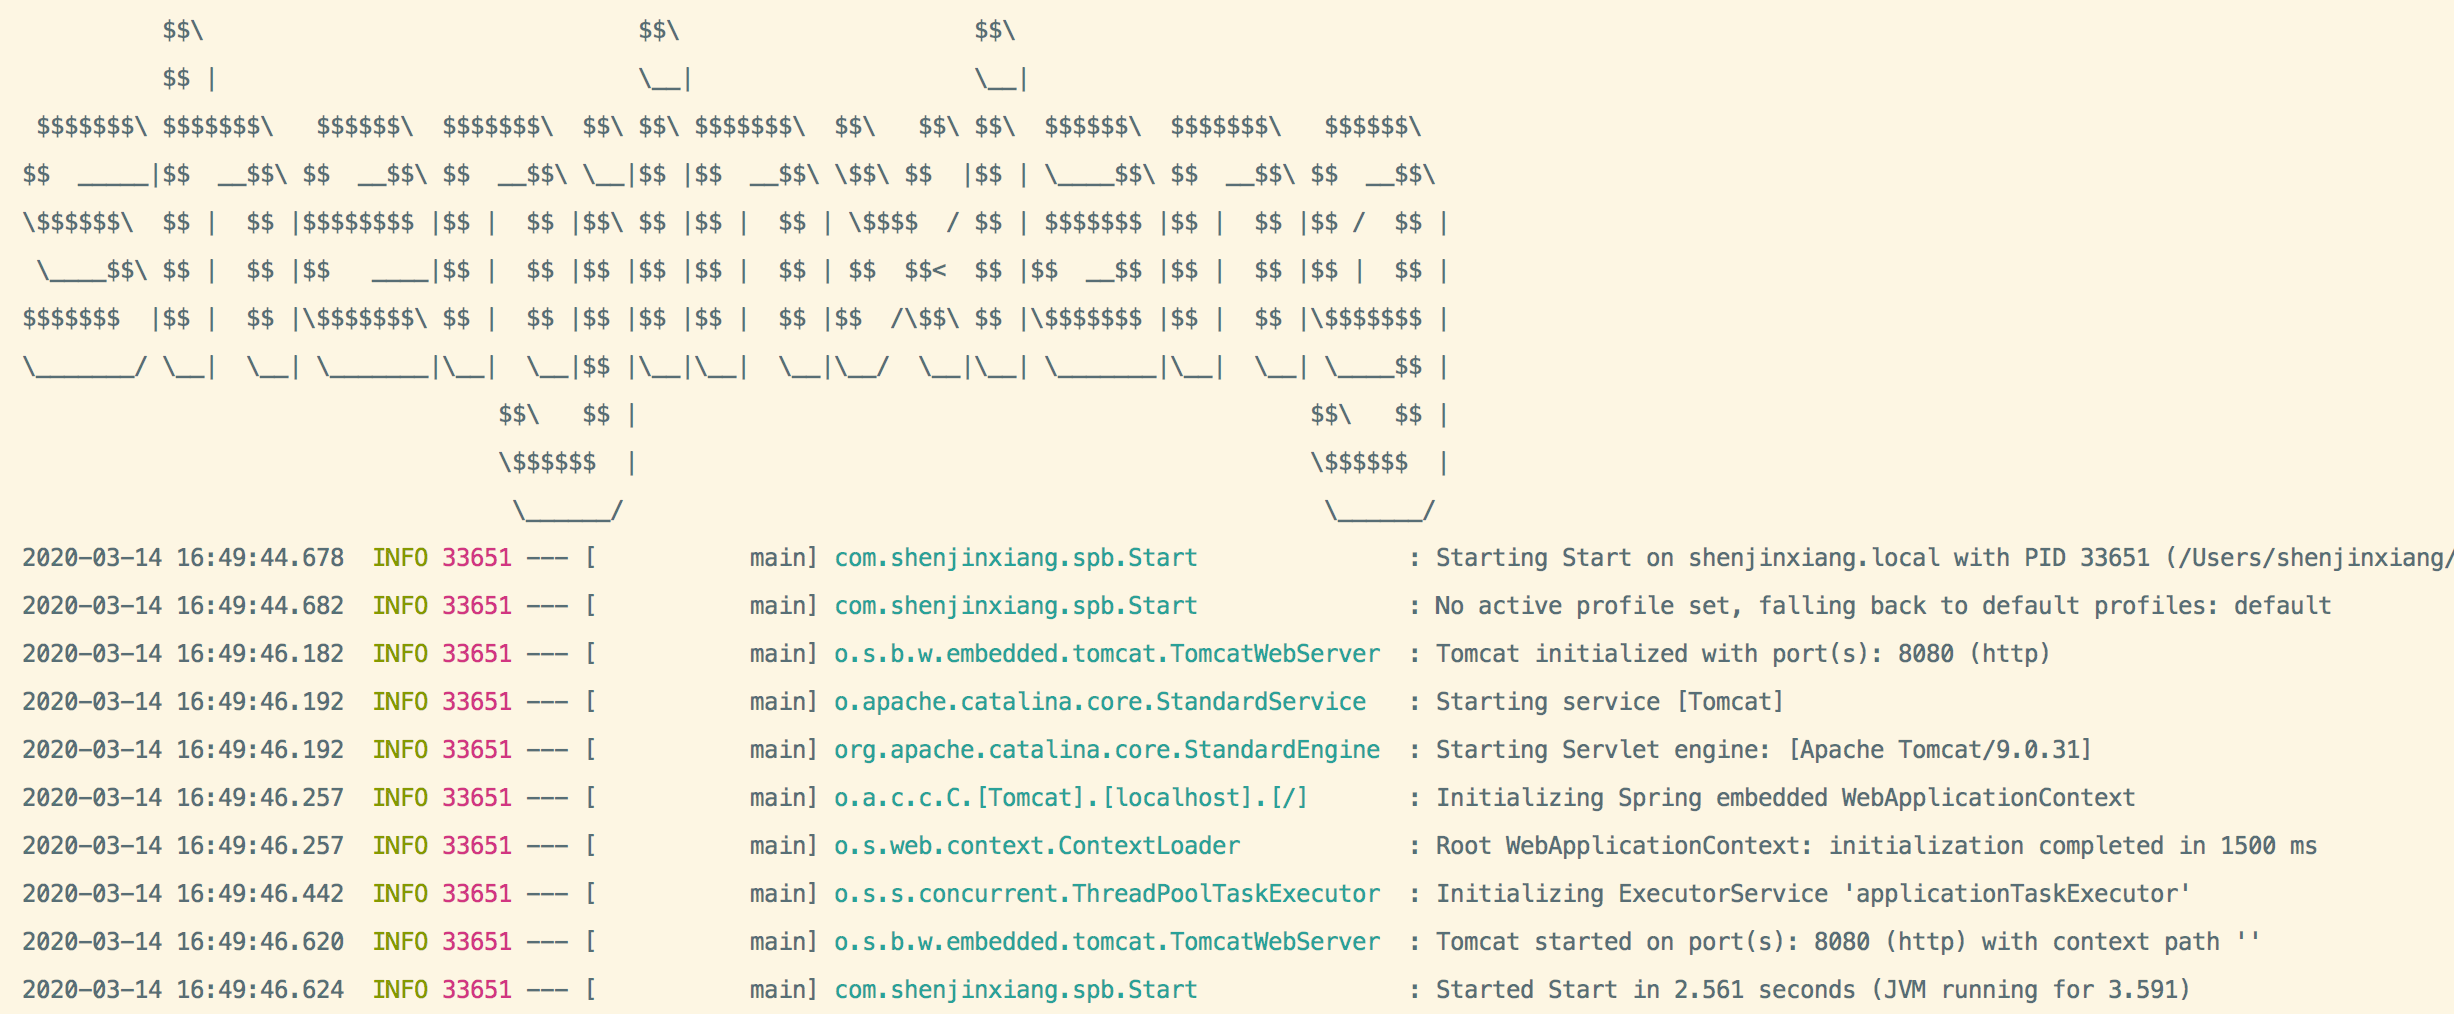 $$\                               $$\                     $$\
          $$ |                              \__|                    \__|
 $$$$$$$\ $$$$$$$\   $$$$$$\  $$$$$$$\  $$\ $$\ $$$$$$$\  $$\   $$\ $$\  $$$$$$\  $$$$$$$\   $$$$$$\
$$  _____|$$  __$$\ $$  __$$\ $$  __$$\ \__|$$ |$$  __$$\ \$$\ $$  |$$ | \____$$\ $$  __$$\ $$  __$$\
\$$$$$$\  $$ |  $$ |$$$$$$$$ |$$ |  $$ |$$\ $$ |$$ |  $$ | \$$$$  / $$ | $$$$$$$ |$$ |  $$ |$$ /  $$ |
 \____$$\ $$ |  $$ |$$   ____|$$ |  $$ |$$ |$$ |$$ |  $$ | $$  $$<  $$ |$$  __$$ |$$ |  $$ |$$ |  $$ |
$$$$$$$  |$$ |  $$ |\$$$$$$$\ $$ |  $$ |$$ |$$ |$$ |  $$ |$$  /\$$\ $$ |\$$$$$$$ |$$ |  $$ |\$$$$$$$ |
\_______/ \__|  \__| \_______|\__|  \__|$$ |\__|\__|  \__|\__/  \__|\__| \_______|\__|  \__| \____$$ |
                                  $$\   $$ |                                                $$\   $$ |
                                  \$$$$$$  |                                                \$$$$$$  |
                                   \______/                                                  \______/
2020-03-14 16:49:44.678  INFO 33651 --- [           main] com.shenjinxiang.spb.Start               : Starting Start on shenjinxiang.local with PID 33651 (/Users/shenjinxiang/
2020-03-14 16:49:44.682  INFO 33651 --- [           main] com.shenjinxiang.spb.Start               : No active profile set, falling back to default profiles: default
2020-03-14 16:49:46.182  INFO 33651 --- [           main] o.s.b.w.embedded.tomcat.TomcatWebServer  : Tomcat initialized with port(s): 8080 (http)
2020-03-14 16:49:46.192  INFO 33651 --- [           main] o.apache.catalina.core.StandardService   : Starting service [Tomcat]
2020-03-14 16:49:46.192  INFO 33651 --- [           main] org.apache.catalina.core.StandardEngine  : Starting Servlet engine: [Apache Tomcat/9.0.31]
2020-03-14 16:49:46.257  INFO 33651 --- [           main] o.a.c.c.C.[Tomcat].[localhost].[/]       : Initializing Spring embedded WebApplicationContext
2020-03-14 16:49:46.257  INFO 33651 --- [           main] o.s.web.context.ContextLoader            : Root WebApplicationContext: initialization completed in 1500 ms
2020-03-14 16:49:46.442  INFO 33651 --- [           main] o.s.s.concurrent.ThreadPoolTaskExecutor  : Initializing ExecutorService 'applicationTaskExecutor'
2020-03-14 16:49:46.620  INFO 33651 --- [           main] o.s.b.w.embedded.tomcat.TomcatWebServer  : Tomcat started on port(s): 8080 (http) with context path ''
2020-03-14 16:49:46.624  INFO 33651 --- [           main] com.shenjinxiang.spb.Start               : Started Start in 2.561 seconds (JVM running for 3.591)